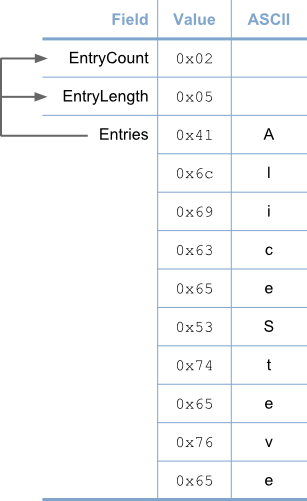 Field Value ASCII
EntryCount 0x02
EntryLength 0x05
Entries 0x41 A
0x6c l
0x69 i
0x63 c
0x65 e
0x53 S
0x74 t
0x65 e
0x76 v
0x65 e